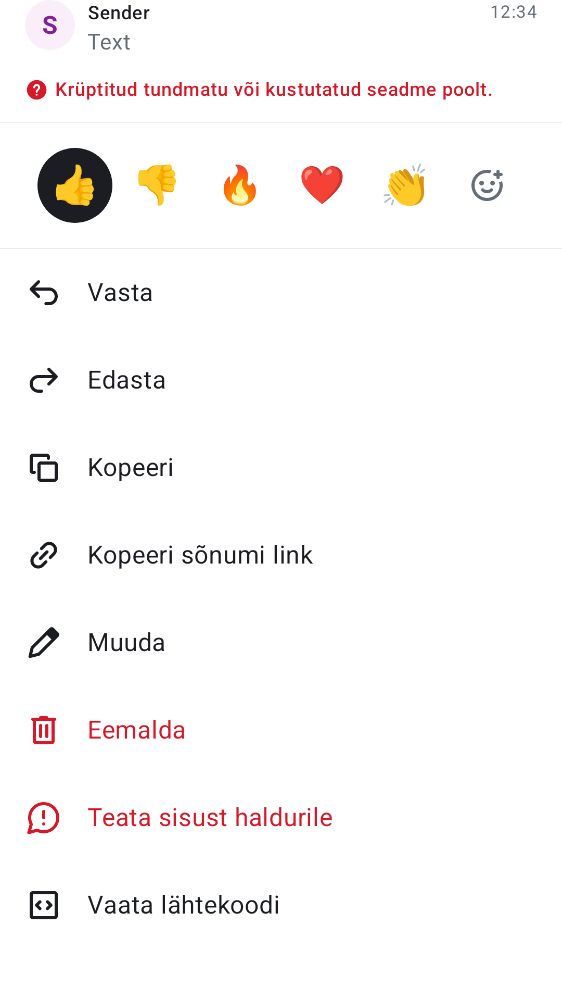 S
Sender
12:34
Text
Krüptitud tundmatu või kustutatud seadme poolt.
Vasta
Edasta
Kopeeri
Kopeeri sõnumi link
Muuda
Eemalda
Teata sisust haldurile
Vaata lähtekoodi